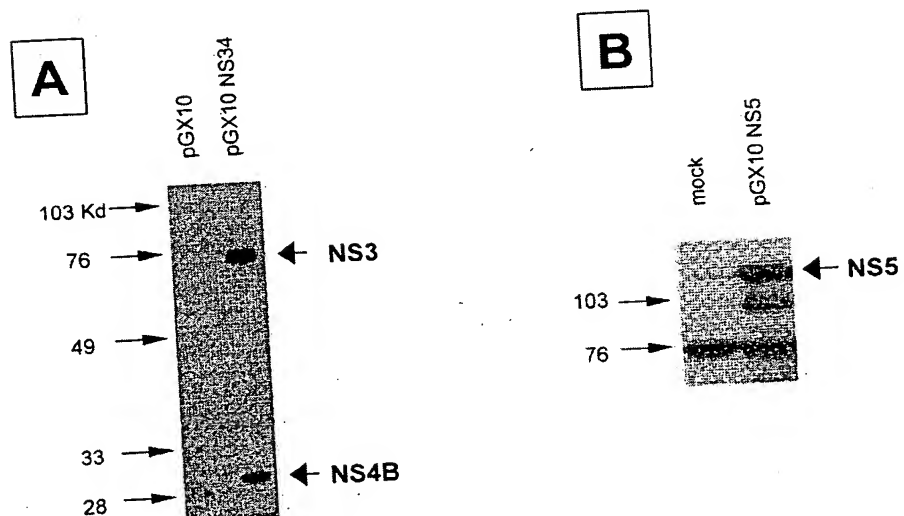 A
pGX10
pGX10 NS34
103 Kd
76
49
33
28
NS3
NS4B
B
mock
pGX10 NS5
103
76
NS5